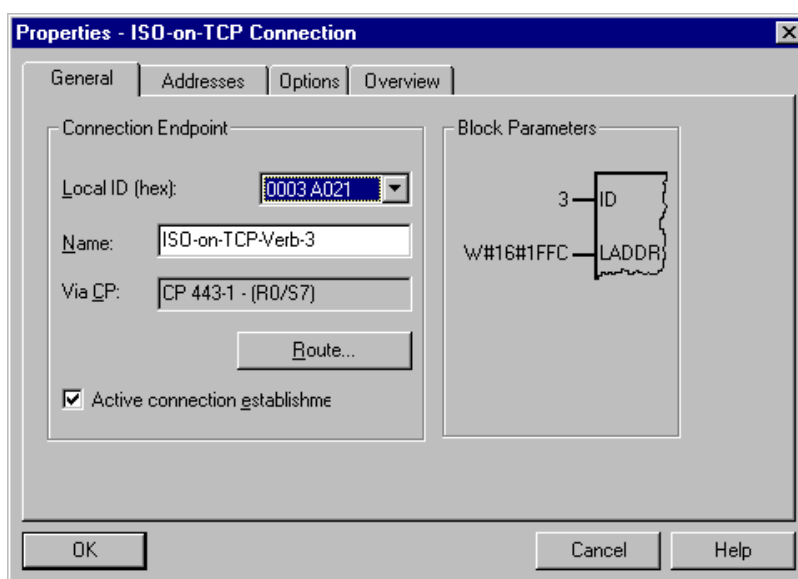 Properties - ISO-on-TCP Connection
General Addresses Options Overview
Connection Endpoint
Local ID (hex): 0003 A021
Name: ISO-on-TCP-Verb-3
Via CP: CP 443-1 - (R0/S7)
Route...
Active connection establishme
Block Parameters
3 ID
W#16#1FFC LADDR
OK Cancel Help